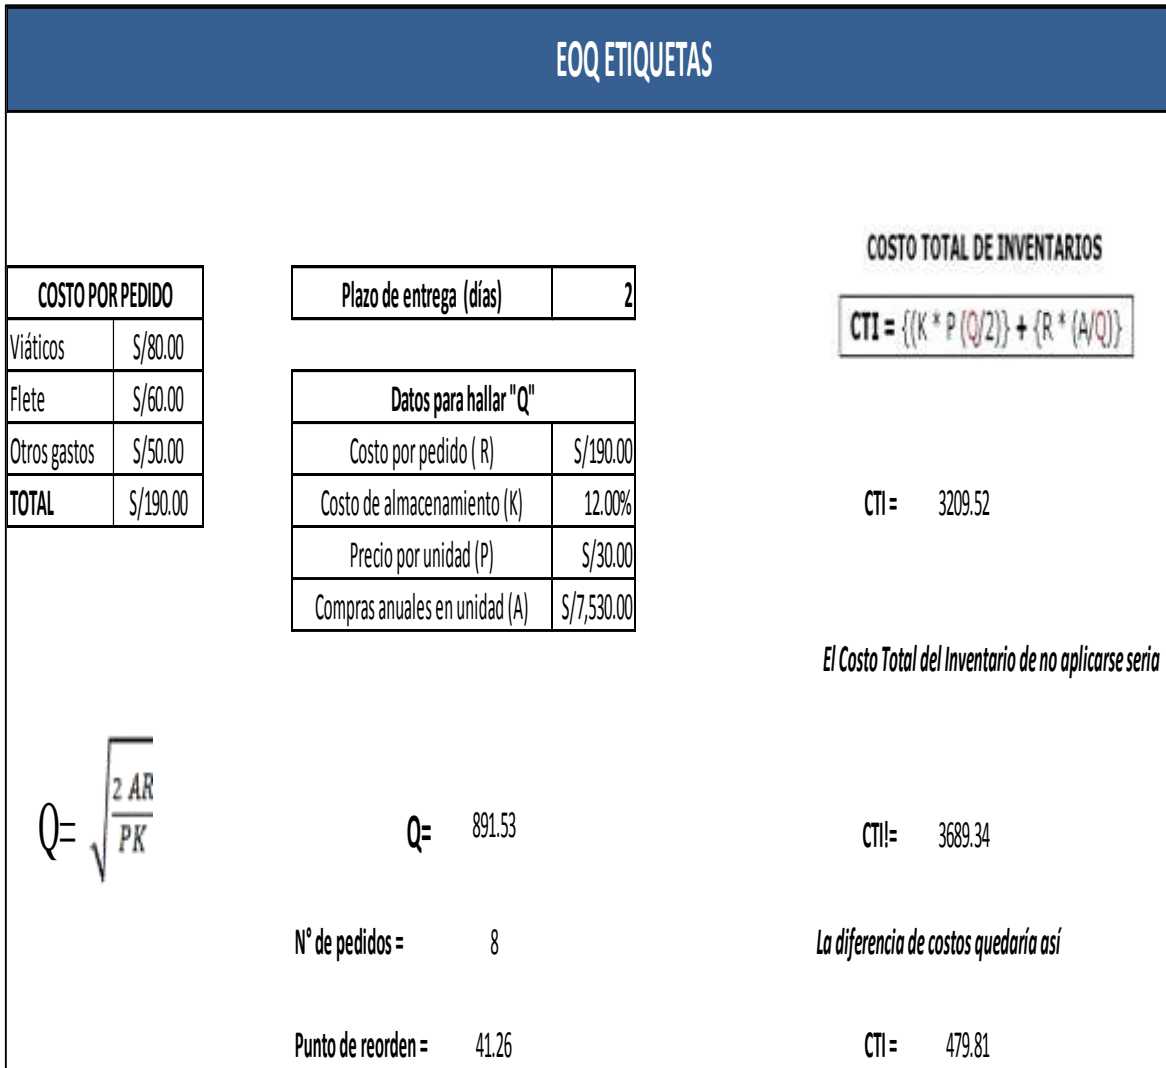 EOQ ETIQUETAS
COSTO POR PEDIDO
Viáticos S/80.00
Flete S/60.00
Otros gastos S/50.00
TOTAL S/190.00
Plazo de entrega (días) 2
Datos para hallar "Q"
Costo por pedido ( R) S/190.00
Costo de almacenamiento (K) 12.00%
Precio por unidad (P) S/30.00
Compras anuales en unidad (A) S/7,530.00
COSTO TOTAL DE INVENTARIOS
CTI = {(K * P (Q/2)} + {R * (A/Q)}
CTI = 3209.52
El Costo Total del Inventario de no aplicarse seria
Q= √(2 AR / PK)
Q= 891.53
CTI!= 3689.34
N° de pedidos = 8
La diferencia de costos quedaría así
Punto de reorden = 41.26
CTI = 479.81